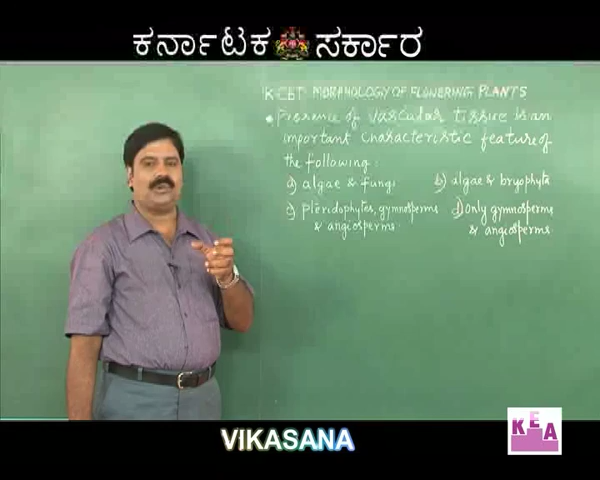 ಕರ್ನಾಟಕ ಸರ್ಕಾರ
KCET MORPHOLOGY OF FLOWERING PLANTS
• Presence of vascular tissue is an
important characteristic feature of
the following:
a) algae & fungi b) algae & bryophyta
c) Pteridophytes, gymnosperms d) Only gymnosperms
& angiosperms & angiosperms
VIKASANA
KEA